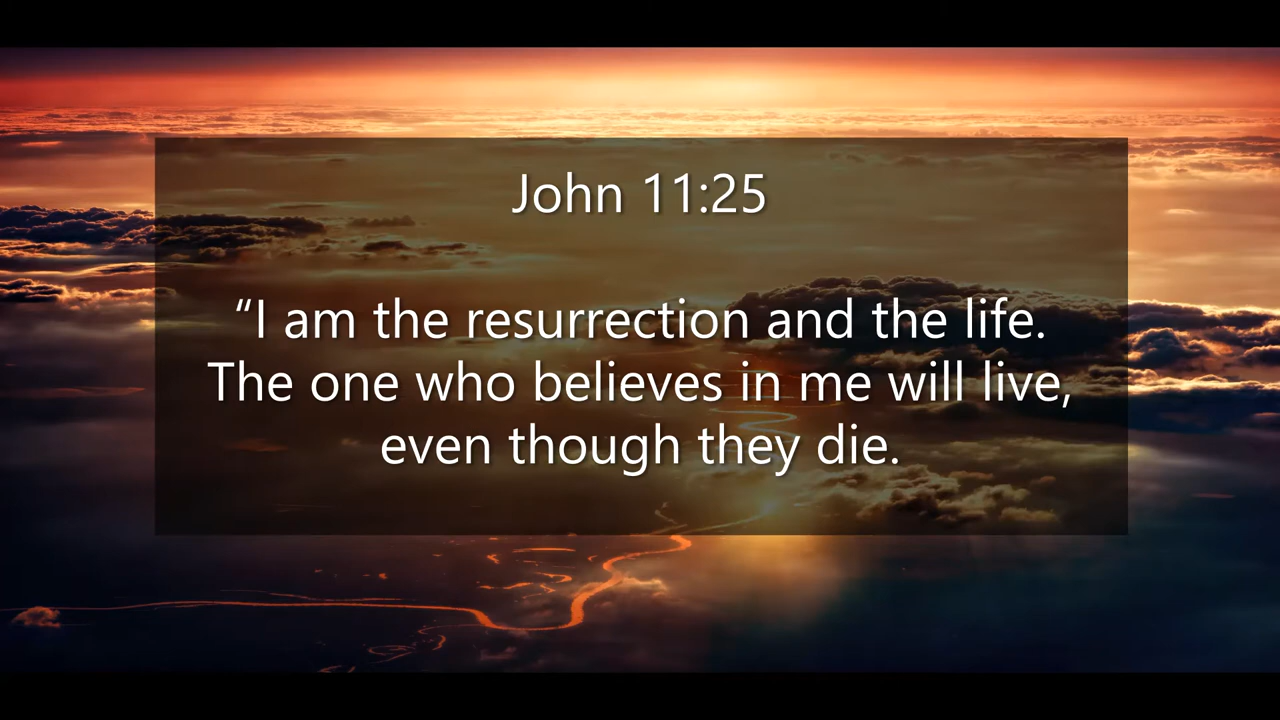 John 11:25
“I am the resurrection and the life.
The one who believes in me will live,
even though they die.